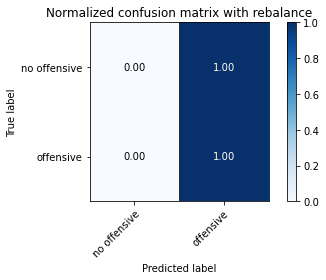 Normalized confusion matrix with rebalance
1.0
no offensive
0.00
1.00
0.8
0.6
True label
0.4
offensive
0.00
1.00
0.2
0.0
no offensive
offensive
Predicted label